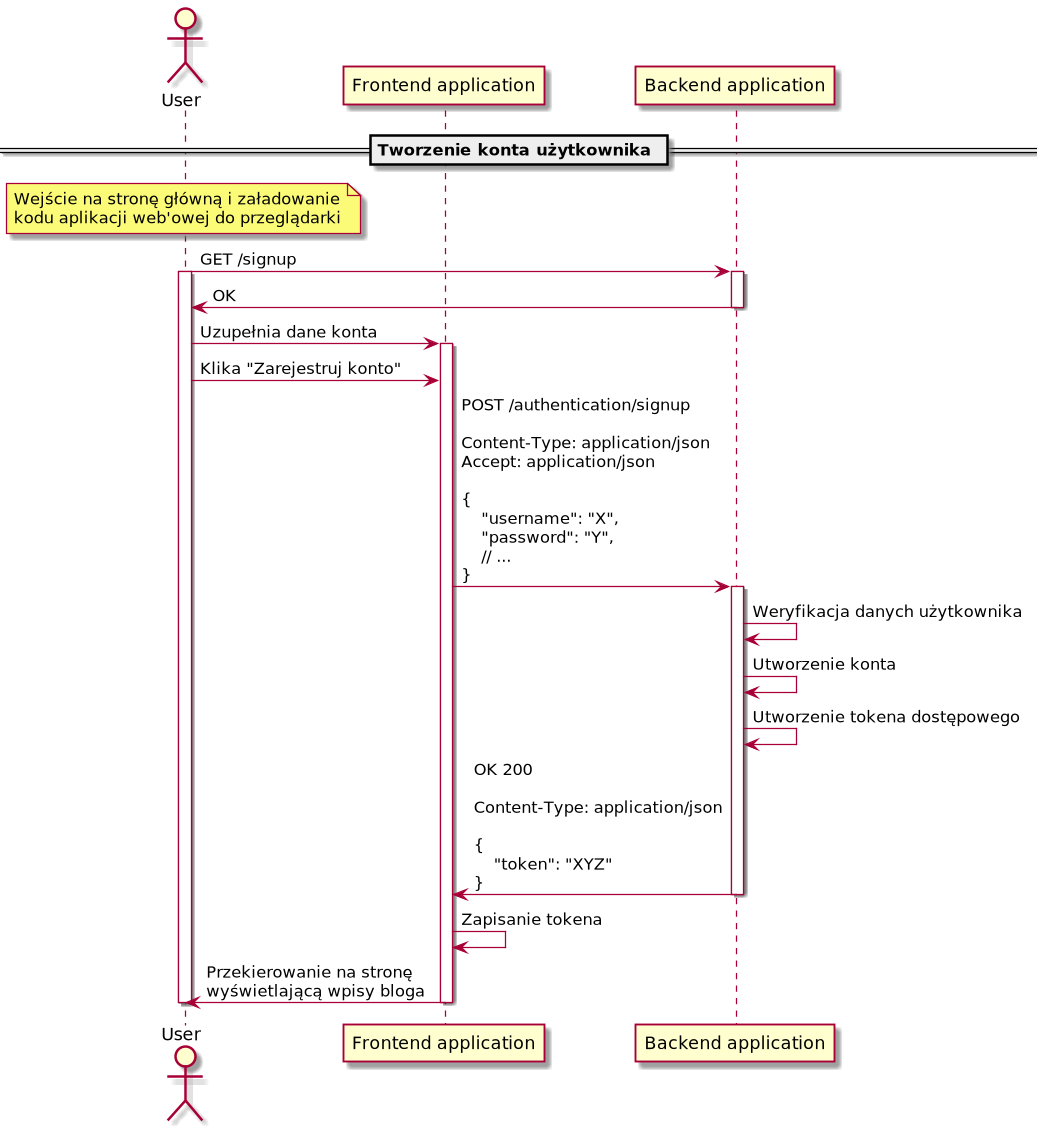 User
Frontend application
Backend application
Tworzenie konta użytkownika
Wejście na stronę główną i załadowanie
kodu aplikacji web'owej do przeglądarki
GET /signup
OK
Uzupełnia dane konta
Klika "Zarejestruj konto"
POST /authentication/signup
Content-Type: application/json
Accept: application/json
{
"username": "X",
"password": "Y",
// ...
}
Weryfikacja danych użytkownika
Utworzenie konta
Utworzenie tokena dostępowego
OK 200
Content-Type: application/json
{
"token": "XYZ"
}
Zapisanie tokena
Przekierowanie na stronę
wyświetlającą wpisy bloga
User
Frontend application
Backend application